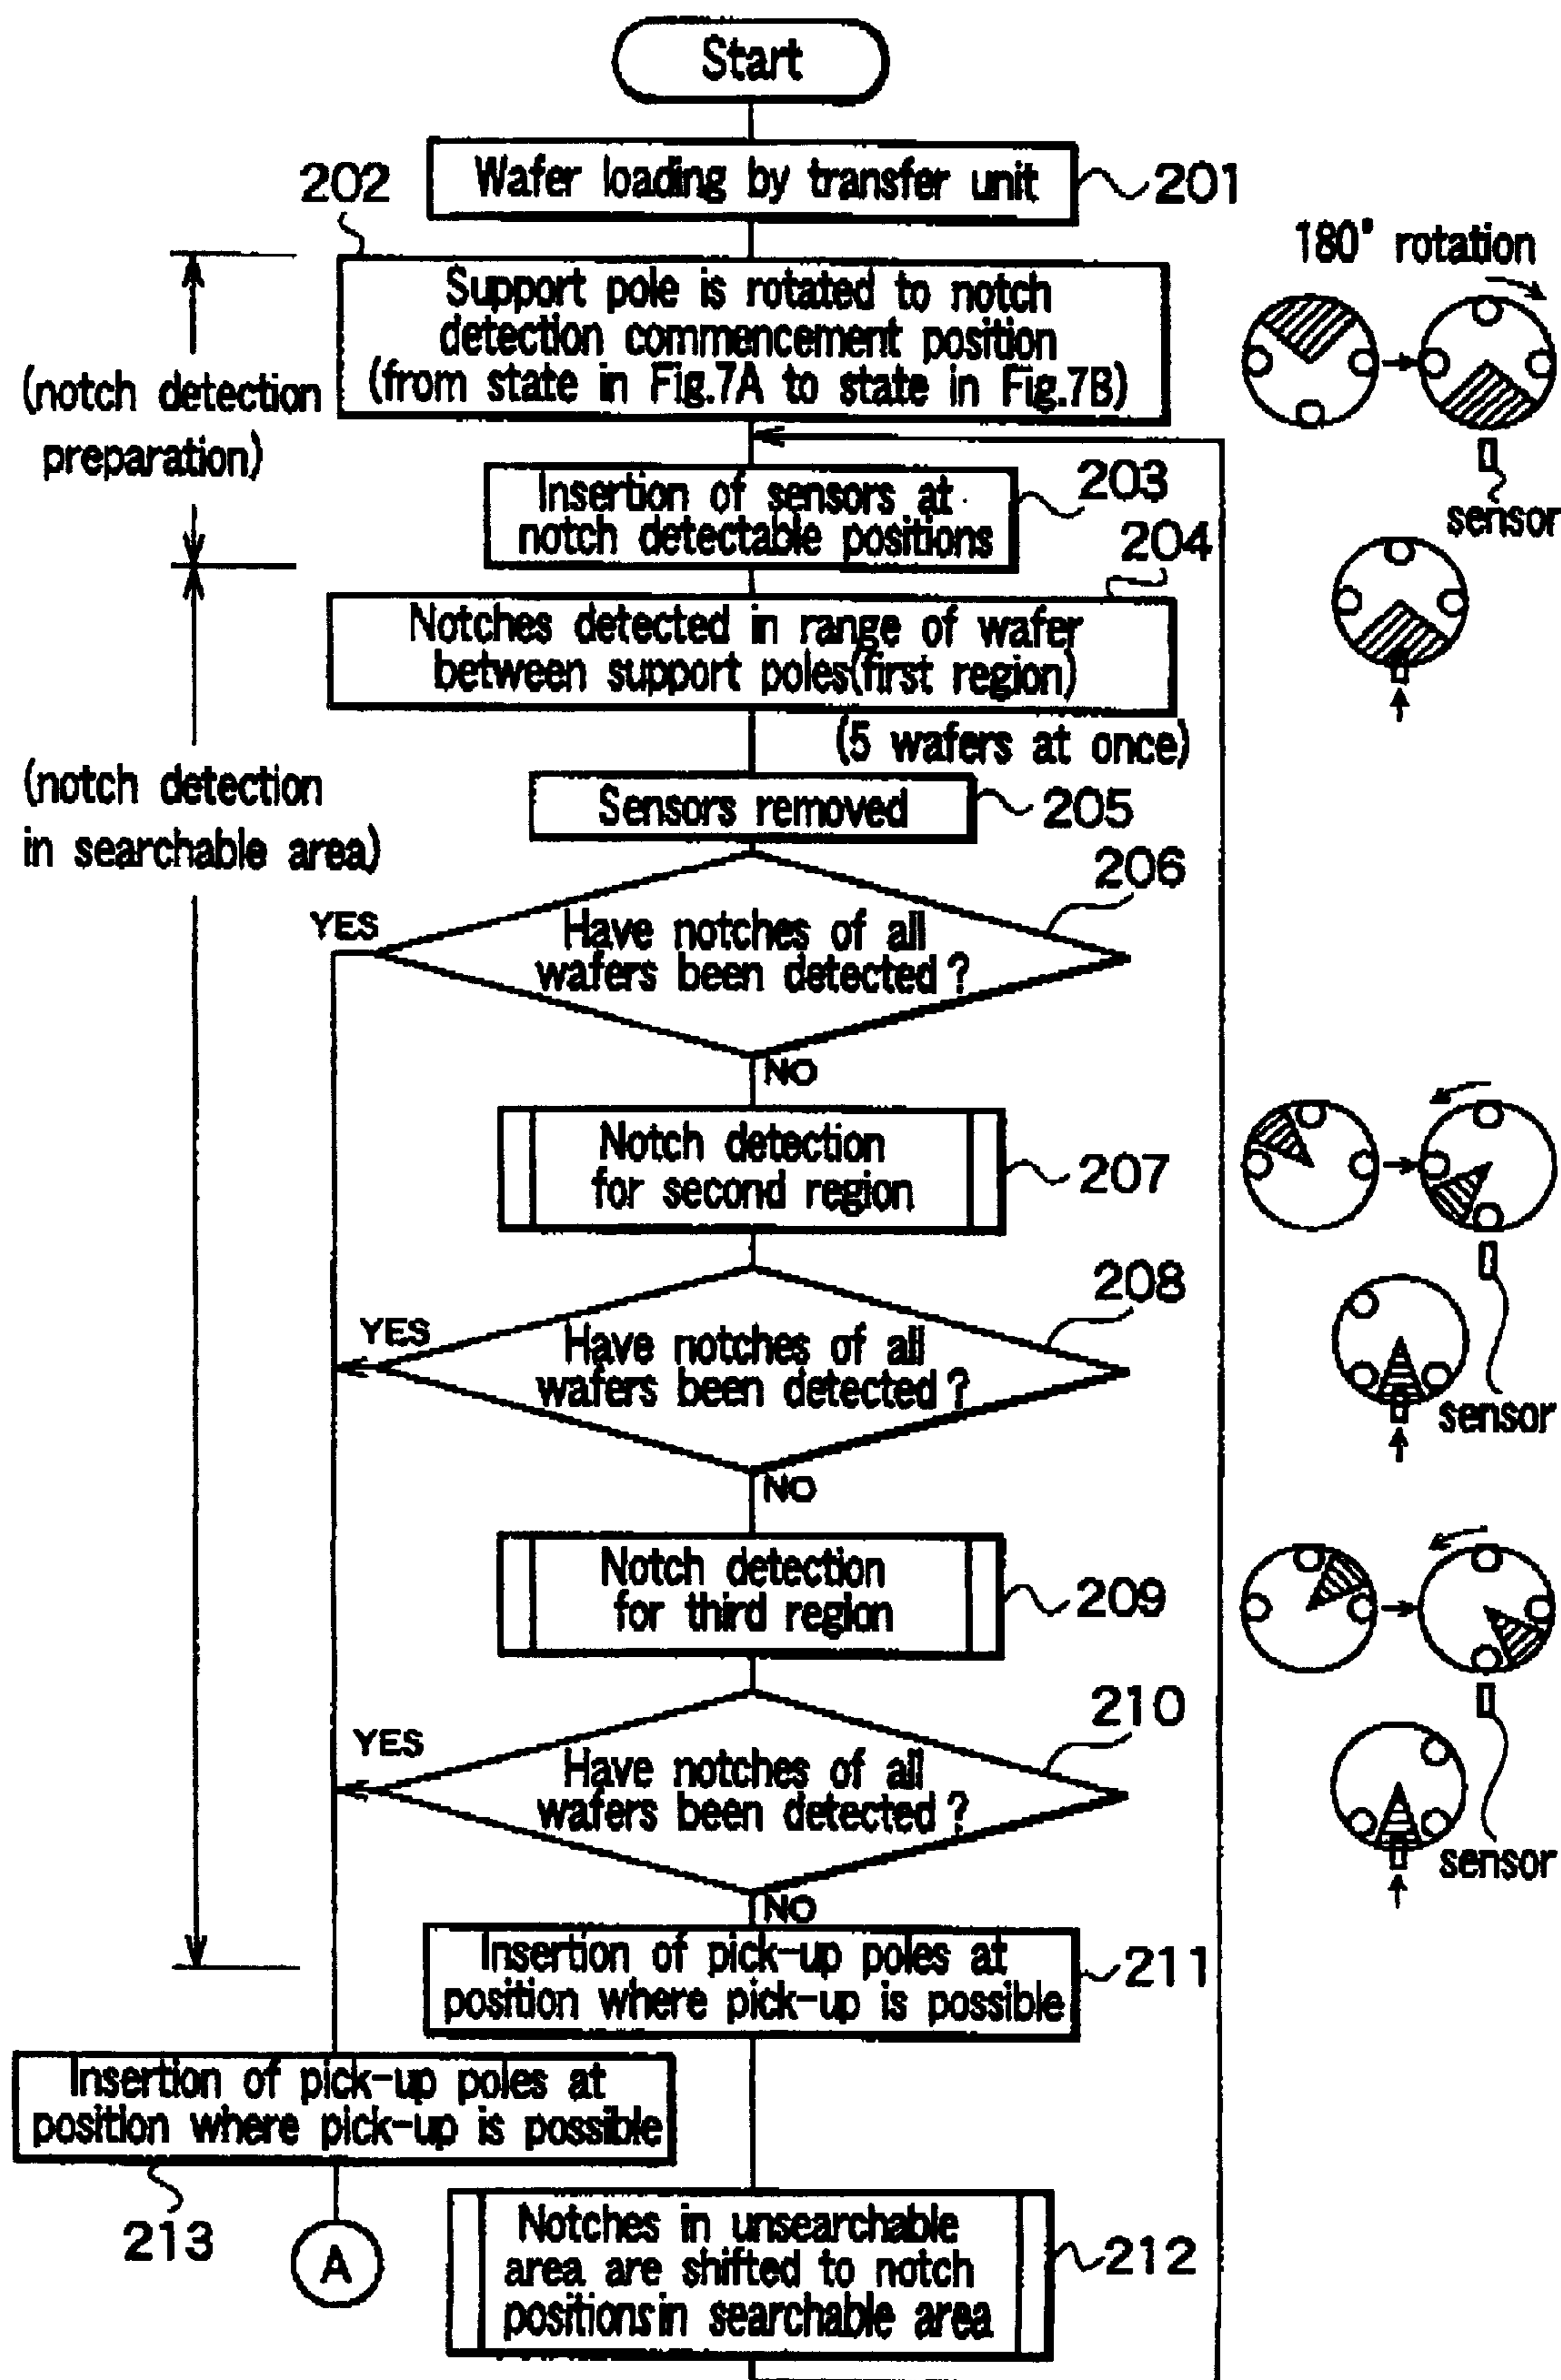 Start
Wafer loading by transfer unit
201
202
180° rotation
Support pole is rotated to notch
detection commencement position
(from state in Fig.7A to state in Fig.7B)
(notch detection
preparation)
sensor
Insertion of sensors at
notch detectable positions
203
204
Notches detected in range of wafer
between support poles(first region)
(5 wafers at once)
(notch detection
in searchable area)
Sensors removed
205
206
YES
Have notches of all
wafers been detected?
NO
Notch detection
for second region
207
208
YES
Have notches of all
wafers been detected?
sensor
NO
Notch detection
for third region
209
210
YES
Have notches of all
wafers been detected?
sensor
NO
Insertion of pick-up poles at
position where pick-up is possible
211
Insertion of pick-up poles at
position where pick-up is possible
213
A
Notches in unsearchable
area are shifted to notch
positions in searchable area
212